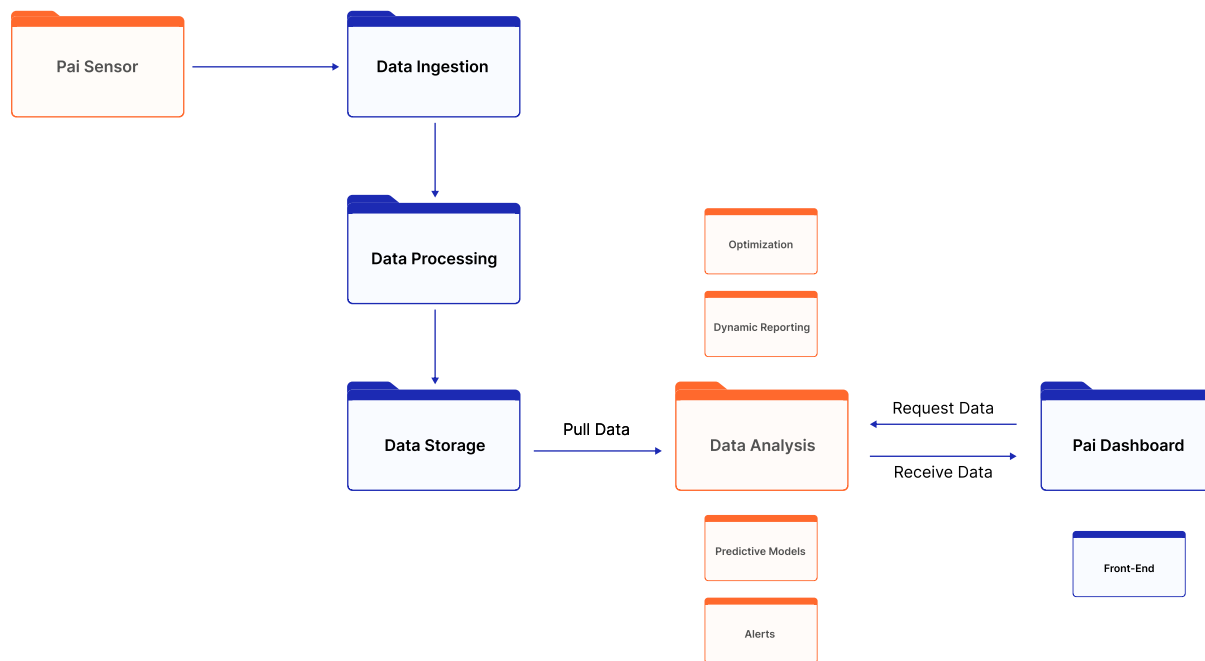 Pai Sensor
Data Ingestion
Data Processing
Optimization
Dynamic Reporting
Data Storage
Pull Data
Data Analysis
Request Data
Receive Data
Pai Dashboard
Predictive Models
Front-End
Alerts